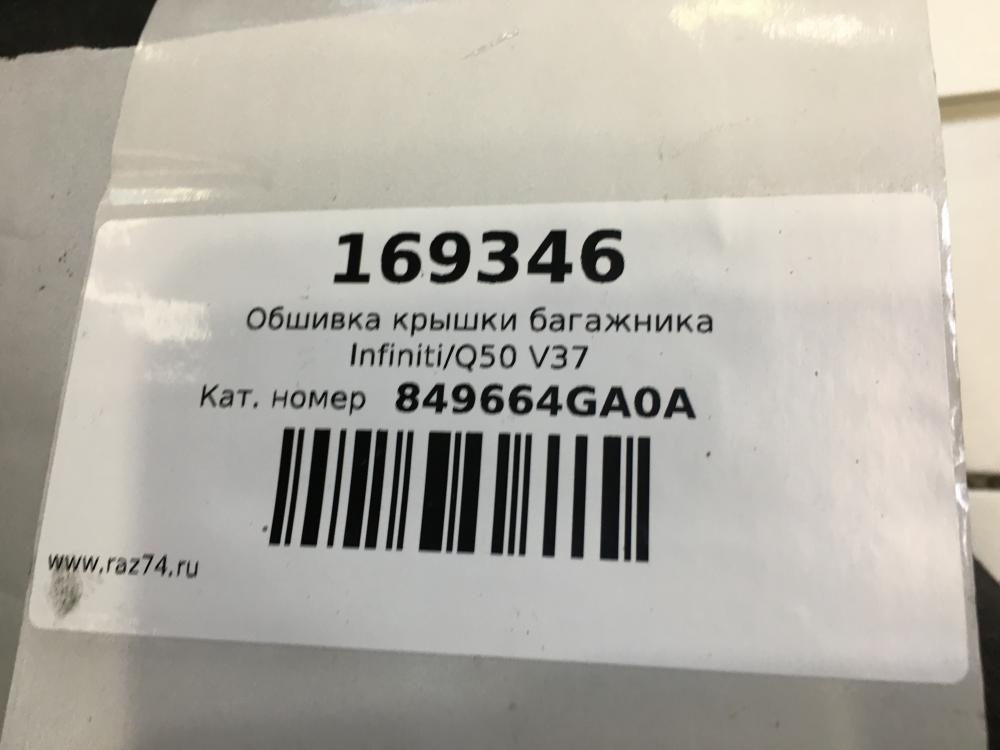 169346
Обшивка крышки багажника
Infiniti/Q50 V37
Кат. номер 849664GA0A
www.raz74.ru